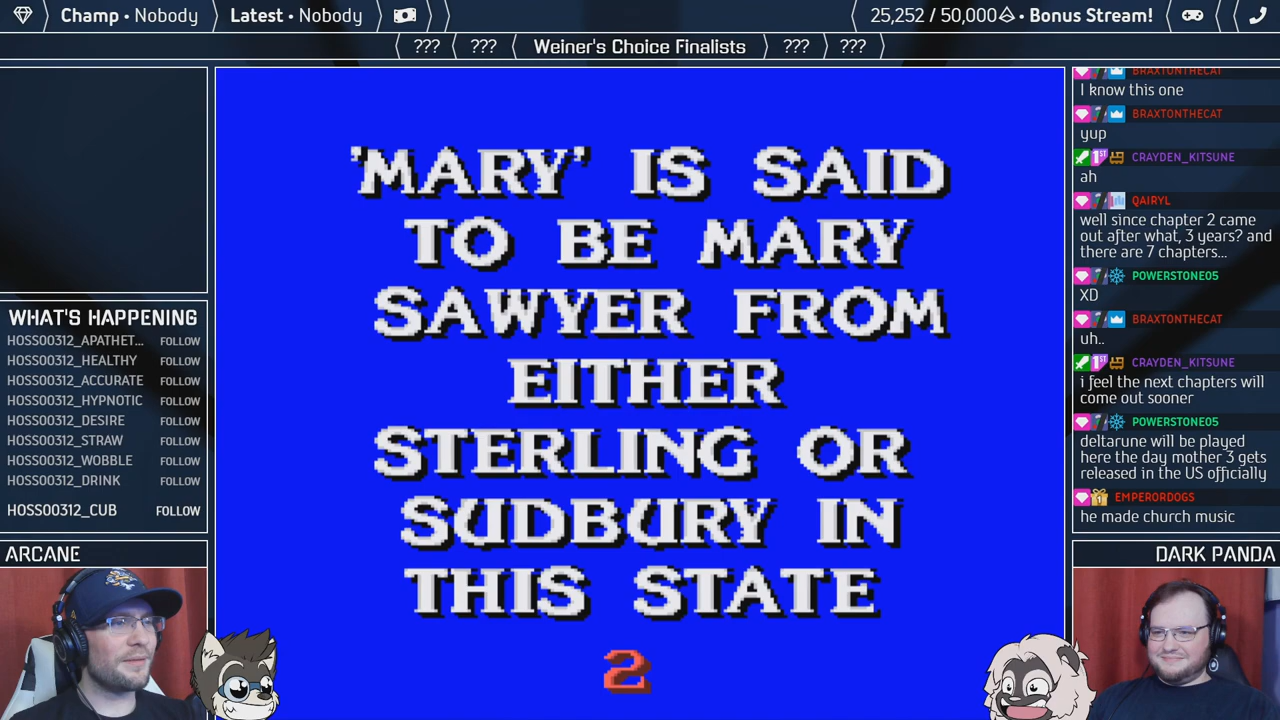 Champ • Nobody
Latest • Nobody
25,252 / 50,000 • Bonus Stream!
???
???
Weiner's Choice Finalists
???
???
'MARY' IS SAID
TO BE MARY
SAWYER FROM
EITHER
STERLING OR
SUDBURY IN
THIS STATE
2
WHAT'S HAPPENING
HOSS00312_APATHET... FOLLOW
HOSS00312_HEALTHY FOLLOW
HOSS00312_ACCURATE FOLLOW
HOSS00312_HYPNOTIC FOLLOW
HOSS00312_DESIRE FOLLOW
HOSS00312_STRAW FOLLOW
HOSS00312_WOBBLE FOLLOW
HOSS00312_DRINK FOLLOW
HOSS00312_CUB FOLLOW
ARCANE
BRAXTONTHECAT
I know this one
BRAXTONTHECAT
yup
CRAYDEN_KITSUNE
ah
QAIRYL
well since chapter 2 came
out after what, 3 years? and
there are 7 chapters...
POWERSTONE05
XD
BRAXTONTHECAT
uh..
CRAYDEN_KITSUNE
i feel the next chapters will
come out sooner
POWERSTONE05
deltarune will be played
here the day mother 3 gets
released in the US officially
EMPERORDOGS
he made church music
DARK PANDA